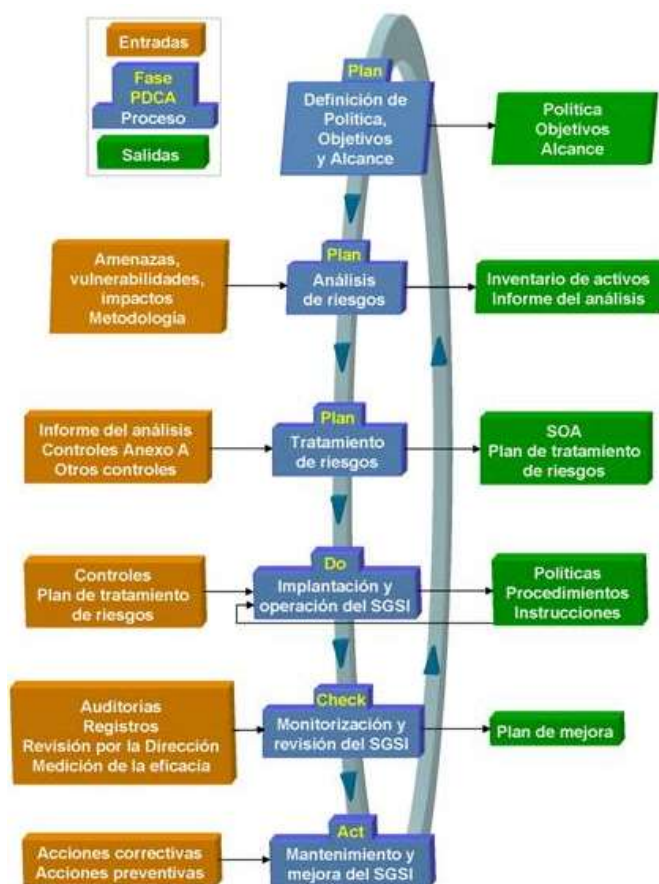 Entradas
Fase
PDCA
Proceso
Salidas
Plan
Definición de
Política,
Objetivos
y Alcance
Política
Objetivos
Alcance
Amenazas,
vulnerabilidades,
impactos
Metodología
Plan
Análisis
de riesgos
Inventario de activos
Informe del análisis
Informe del análisis
Controles Anexo A
Otros controles
Plan
Tratamiento
de riesgos
SOA
Plan de tratamiento
de riesgos
Controles
Plan de tratamiento
de riesgos
Do
Implantación y
operación del SGSI
Políticas
Procedimientos
Instrucciones
Auditorias
Registros
Revisión por la Dirección
Medición de la eficacia
Check
Monitorización y
revisión del SGSI
Plan de mejora
Acciones correctivas
Acciones preventivas
Act
Mantenimiento y
mejora del SGSI